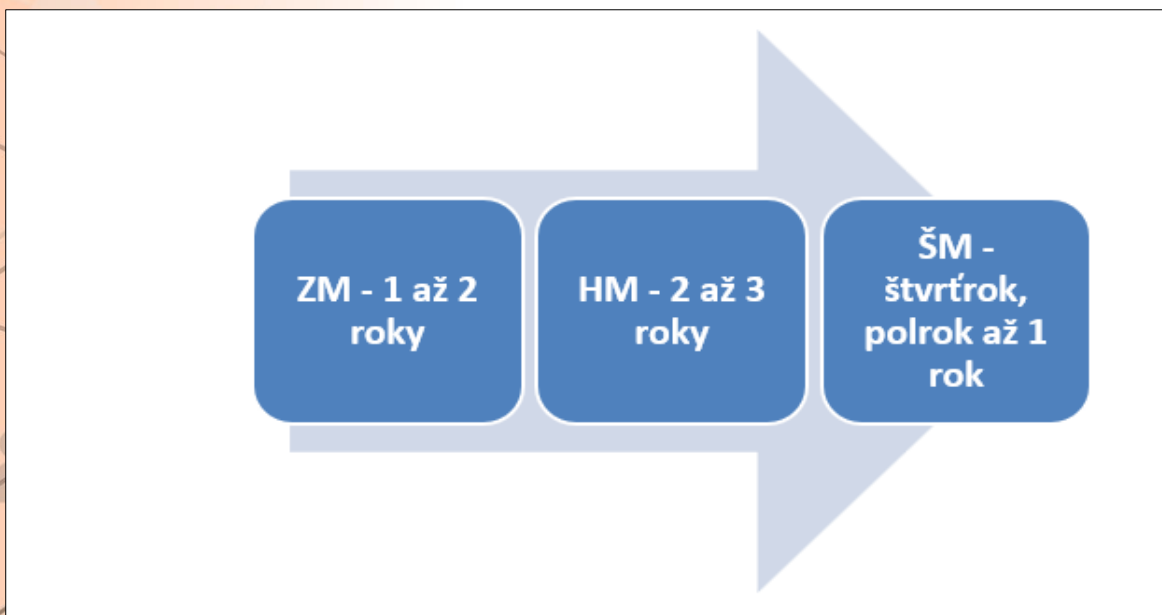 ZM - 1 až 2
roky
HM - 2 až 3
roky
ŠM -
štvrťrok,
polrok až 1
rok